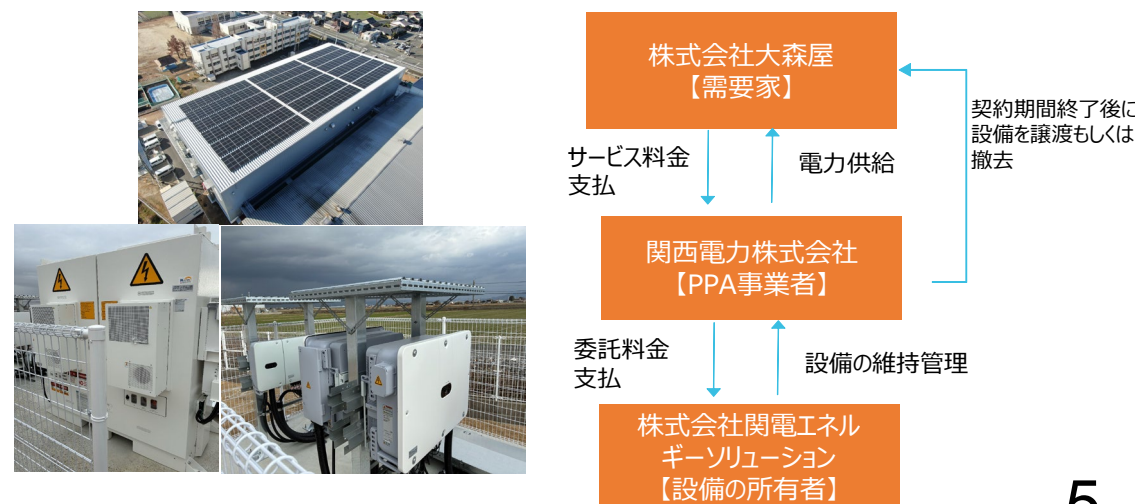 株式会社大森屋
【需要家】
契約期間終了後に
設備を譲渡もしくは
撤去
サービス料金
支払
電力供給
関西電力株式会社
【PPA事業者】
委託料金
支払
設備の維持管理
株式会社関電エネル
ギーソリューション
【設備の所有者】
5